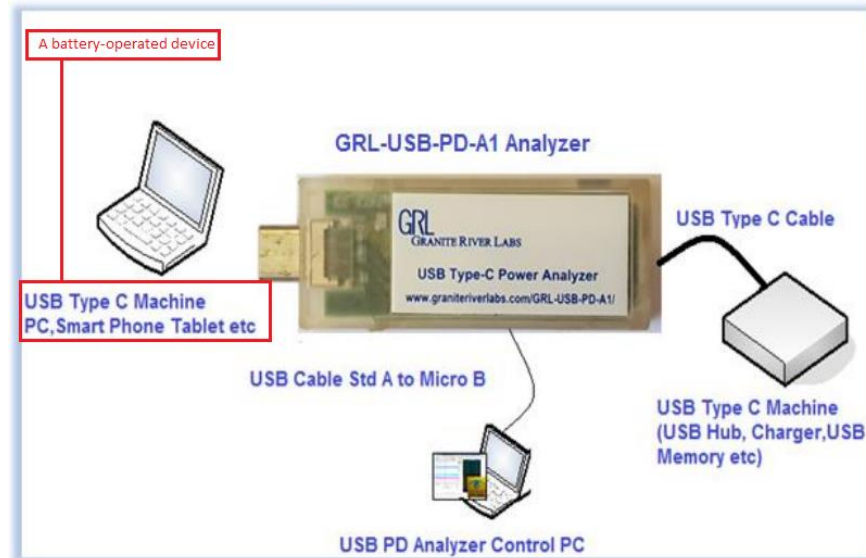 A battery-operated device
GRL-USB-PD-A1 Analyzer
GRL
GRANITE RIVER LABS
USB Type-C Power Analyzer
www.graniteriverlabs.com/GRL-USB-PD-A1/
USB Type C Cable
USB Type C Machine
PC,Smart Phone Tablet etc
USB Cable Std A to Micro B
USB Type C Machine
(USB Hub, Charger,USB
Memory etc)
USB PD Analyzer Control PC